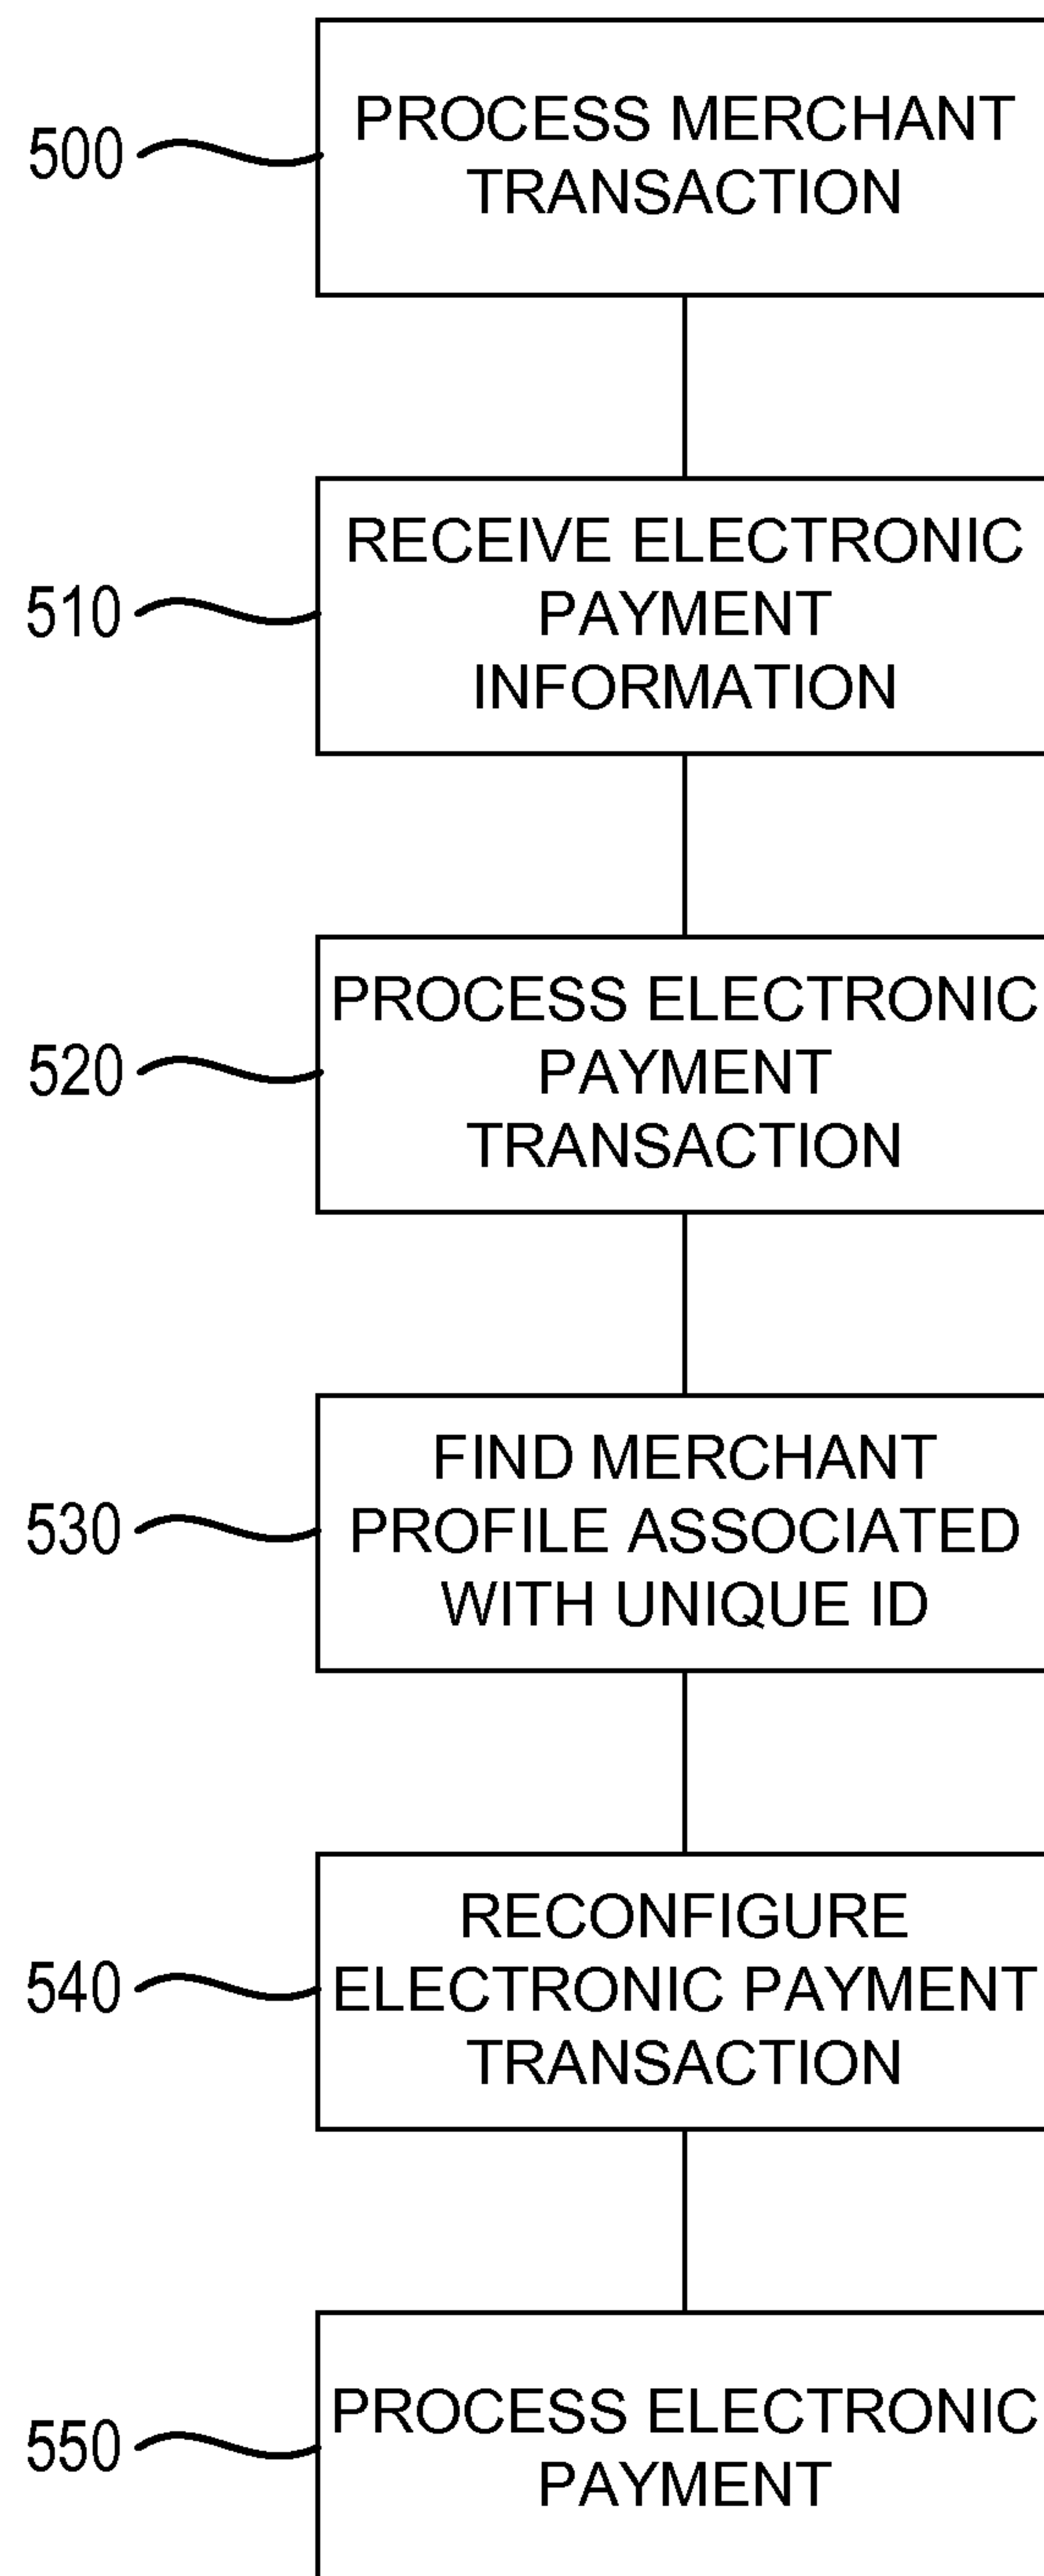 500
PROCESS MERCHANT
TRANSACTION
510
RECEIVE ELECTRONIC
PAYMENT
INFORMATION
520
PROCESS ELECTRONIC
PAYMENT
TRANSACTION
530
FIND MERCHANT
PROFILE ASSOCIATED
WITH UNIQUE ID
540
RECONFIGURE
ELECTRONIC PAYMENT
TRANSACTION
550
PROCESS ELECTRONIC
PAYMENT